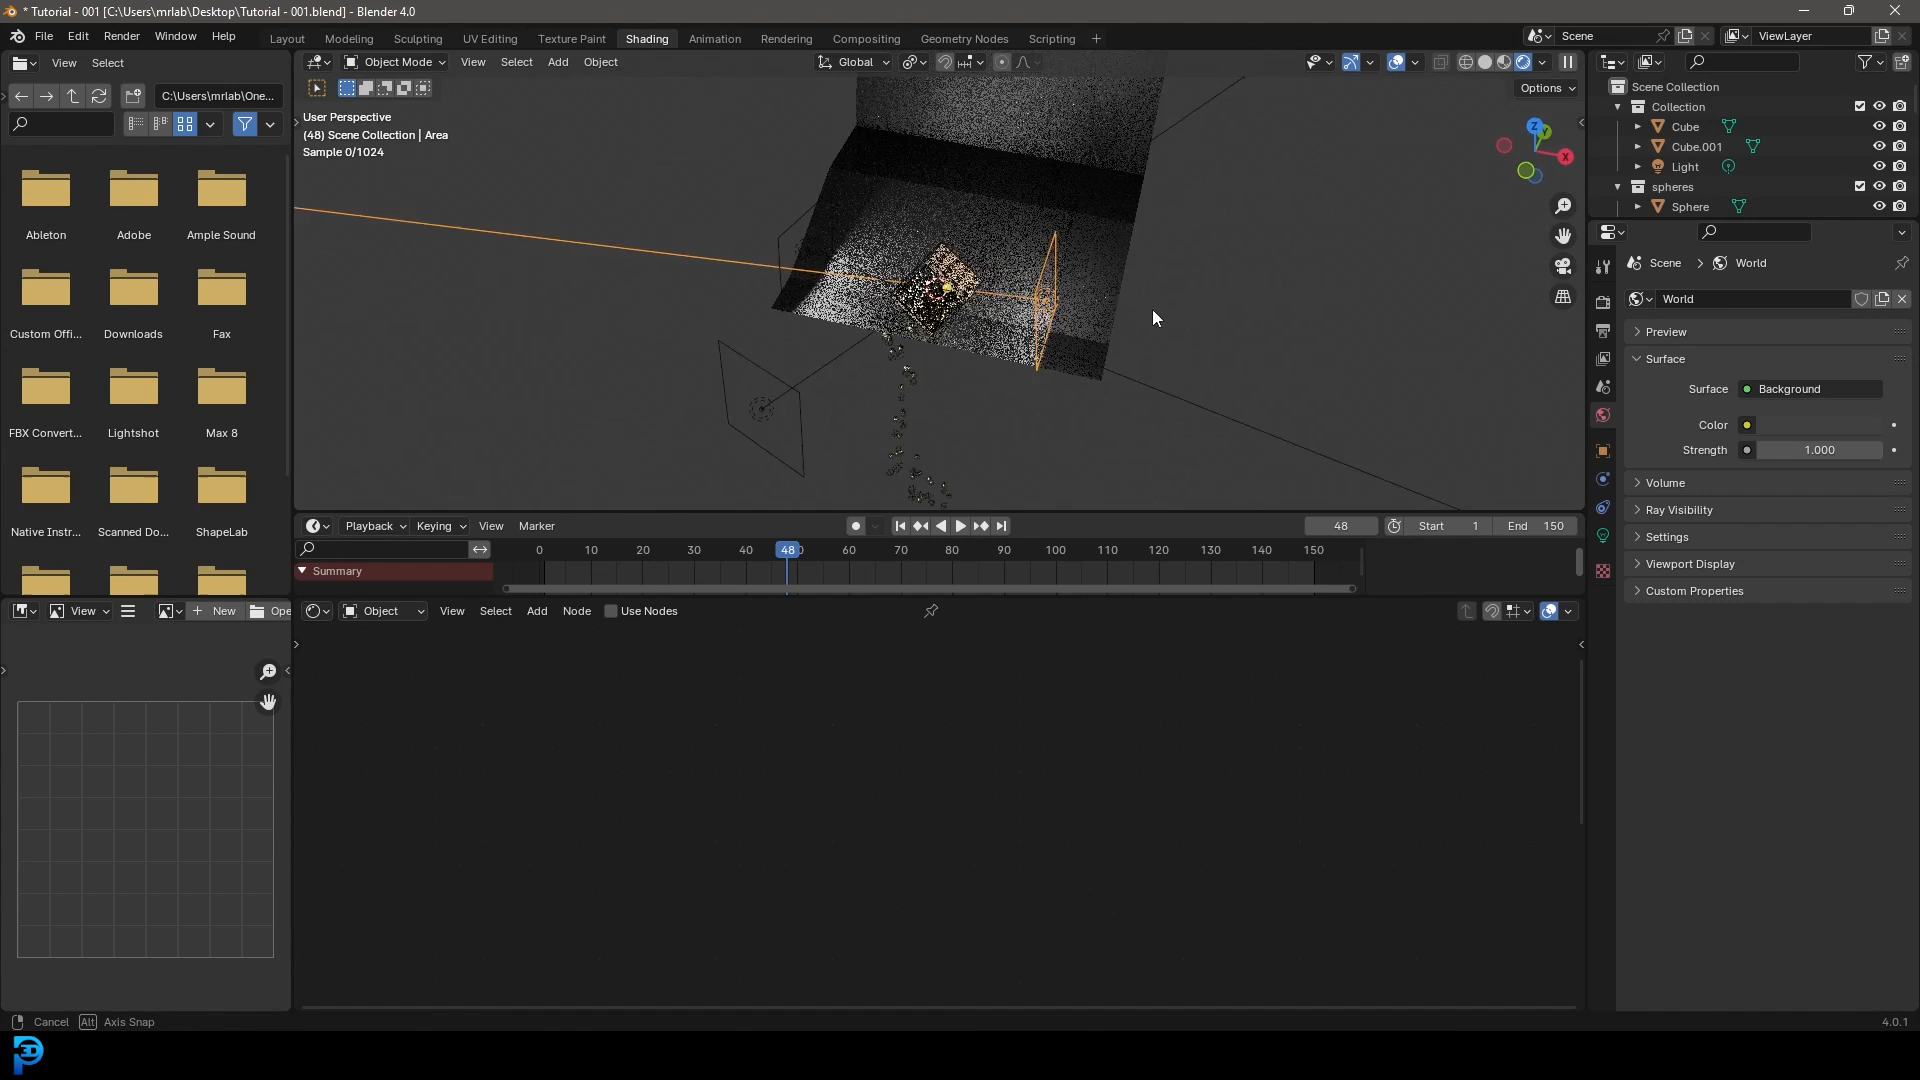 * Tutorial - 001 [C:\Users\mrlab\Desktop\Tutorial - 001.blend] - Blender 4.0
File Edit Render Window Help
Layout Modeling Sculpting UV Editing Texture Paint Shading Animation Rendering Compositing Geometry Nodes Scripting +
Scene
ViewLayer
View Select
C:\Users\mrlab\One...
Ableton Adobe Ample Sound
Custom Offi... Downloads Fax
FBX Convert... Lightshot Max 8
Native Instr... Scanned Do... ShapeLab
Object Mode View Select Add Object
Global
Options
User Perspective
(48) Scene Collection | Area
Sample 0/1024
Z
Y
X
Playback Keying View Marker
48
Start 1
End 150
0 10 20 30 40 48 0 60 70 80 90 100 110 120 130 140 150
Summary
View
New
Ope
Object View Select Add Node Use Nodes
Scene Collection
Collection
Cube
Cube.001
Light
spheres
Sphere
Scene > World
World
Preview
Surface
Surface Background
Color
Strength 1.000
Volume
Ray Visibility
Settings
Viewport Display
Custom Properties
Cancel Alt Axis Snap
4.0.1
3D